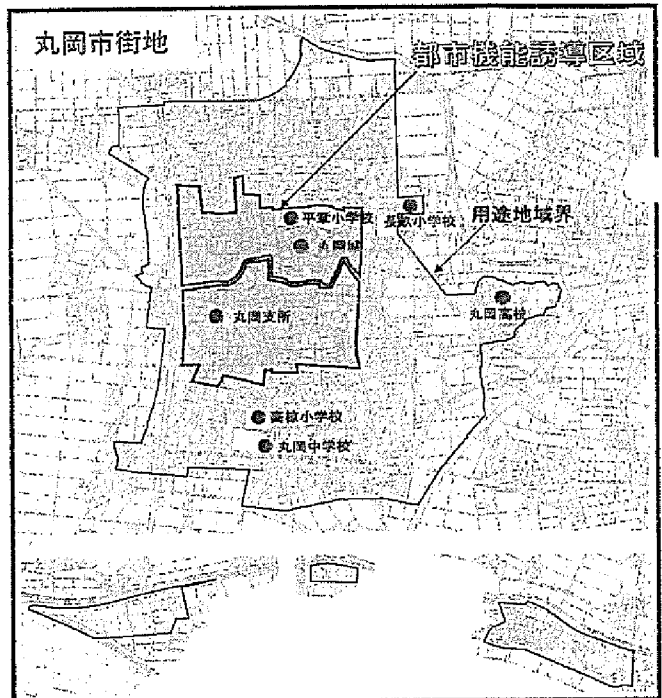 丸岡市街地
都市機能誘導区域
平章小学校
長畝小学校
用途地域界
丸岡城
丸岡高校
丸岡支所
高椋小学校
丸岡中学校